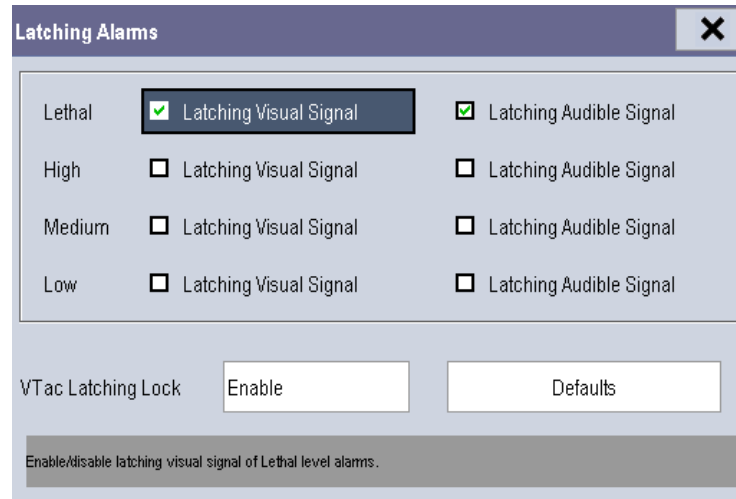 Latching Alarms
Lethal Latching Visual Signal Latching Audible Signal
High Latching Visual Signal Latching Audible Signal
Medium Latching Visual Signal Latching Audible Signal
Low Latching Visual Signal Latching Audible Signal
VTac Latching Lock Enable Defaults
Enable/disable latching visual signal of Lethal level alarms.